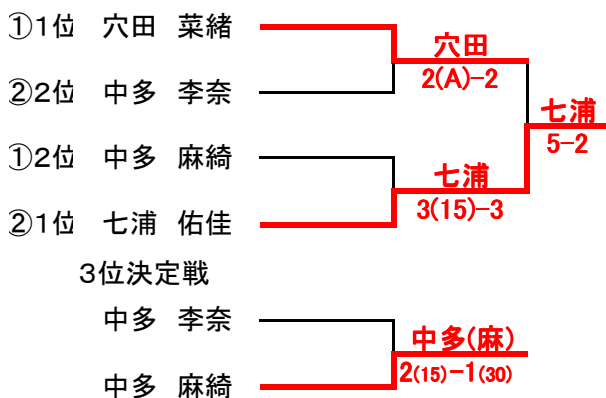 ①1位 穴田 菜緒
穴田
②2位 中多 李奈
2(A)−2
七浦
5−2
①2位 中多 麻綺
七浦
3(15)−3
②1位 七浦 佑佳
3位決定戦
中多 李奈
中多(麻)
2(15)−1(30)
中多 麻綺